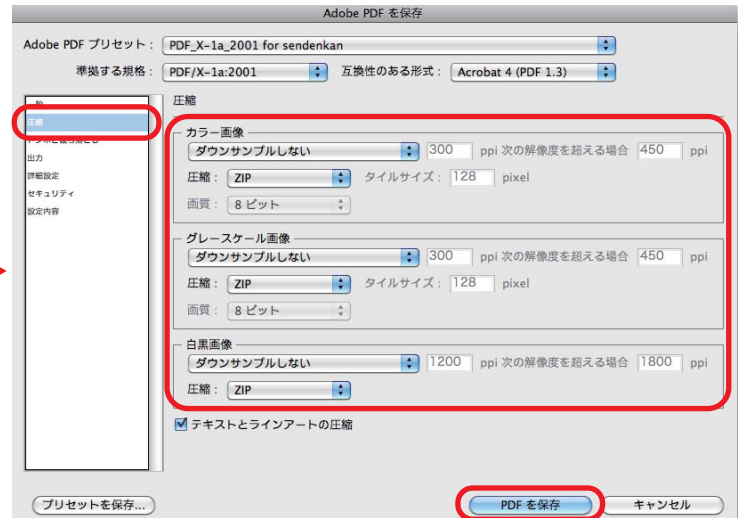 Adobe PDF を保存
Adobe PDF プリセット： PDF_X-1a_2001 for sendenkan
準拠する規格： PDF/X-1a:2001 互換性のある形式： Acrobat 4 (PDF 1.3)
圧縮
圧縮
カラー画像
ダウンサンプルしない 300 ppi 次の解像度を超える場合 450 ppi
圧縮： ZIP タイルサイズ： 128 pixel
画質： 8 ビット
出力
詳細設定
セキュリティ
設定内容
グレースケール画像
ダウンサンプルしない 300 ppi 次の解像度を超える場合 450 ppi
圧縮： ZIP タイルサイズ： 128 pixel
画質： 8 ビット
白黒画像
ダウンサンプルしない 1200 ppi 次の解像度を超える場合 1800 ppi
圧縮： ZIP
テキストとラインアートの圧縮
プリセットを保存... PDF を保存 キャンセル